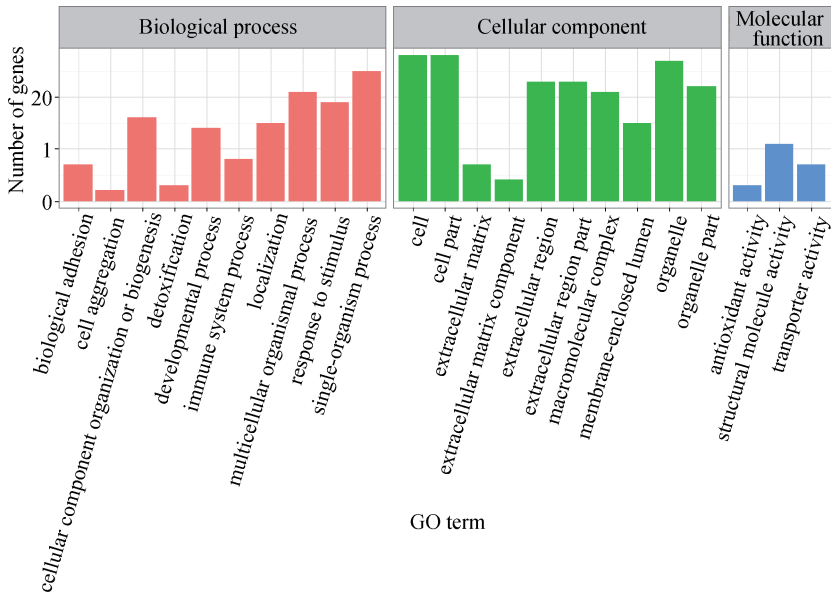 Biological process
Cellular component
Molecular
function
Number of genes
20
1
0
biological adhesion
cell aggregation
cellular component organization or biogenesis
detoxification
developmental process
immune system process
localization
multicellular organismal process
response to stimulus
single-organism process
cell
cell part
extracellular matrix
extracellular matrix component
extracellular region
extracellular region part
macromolecular complex
membrane-enclosed lumen
organelle
organelle part
antioxidant activity
structural molecule activity
transporter activity
GO term